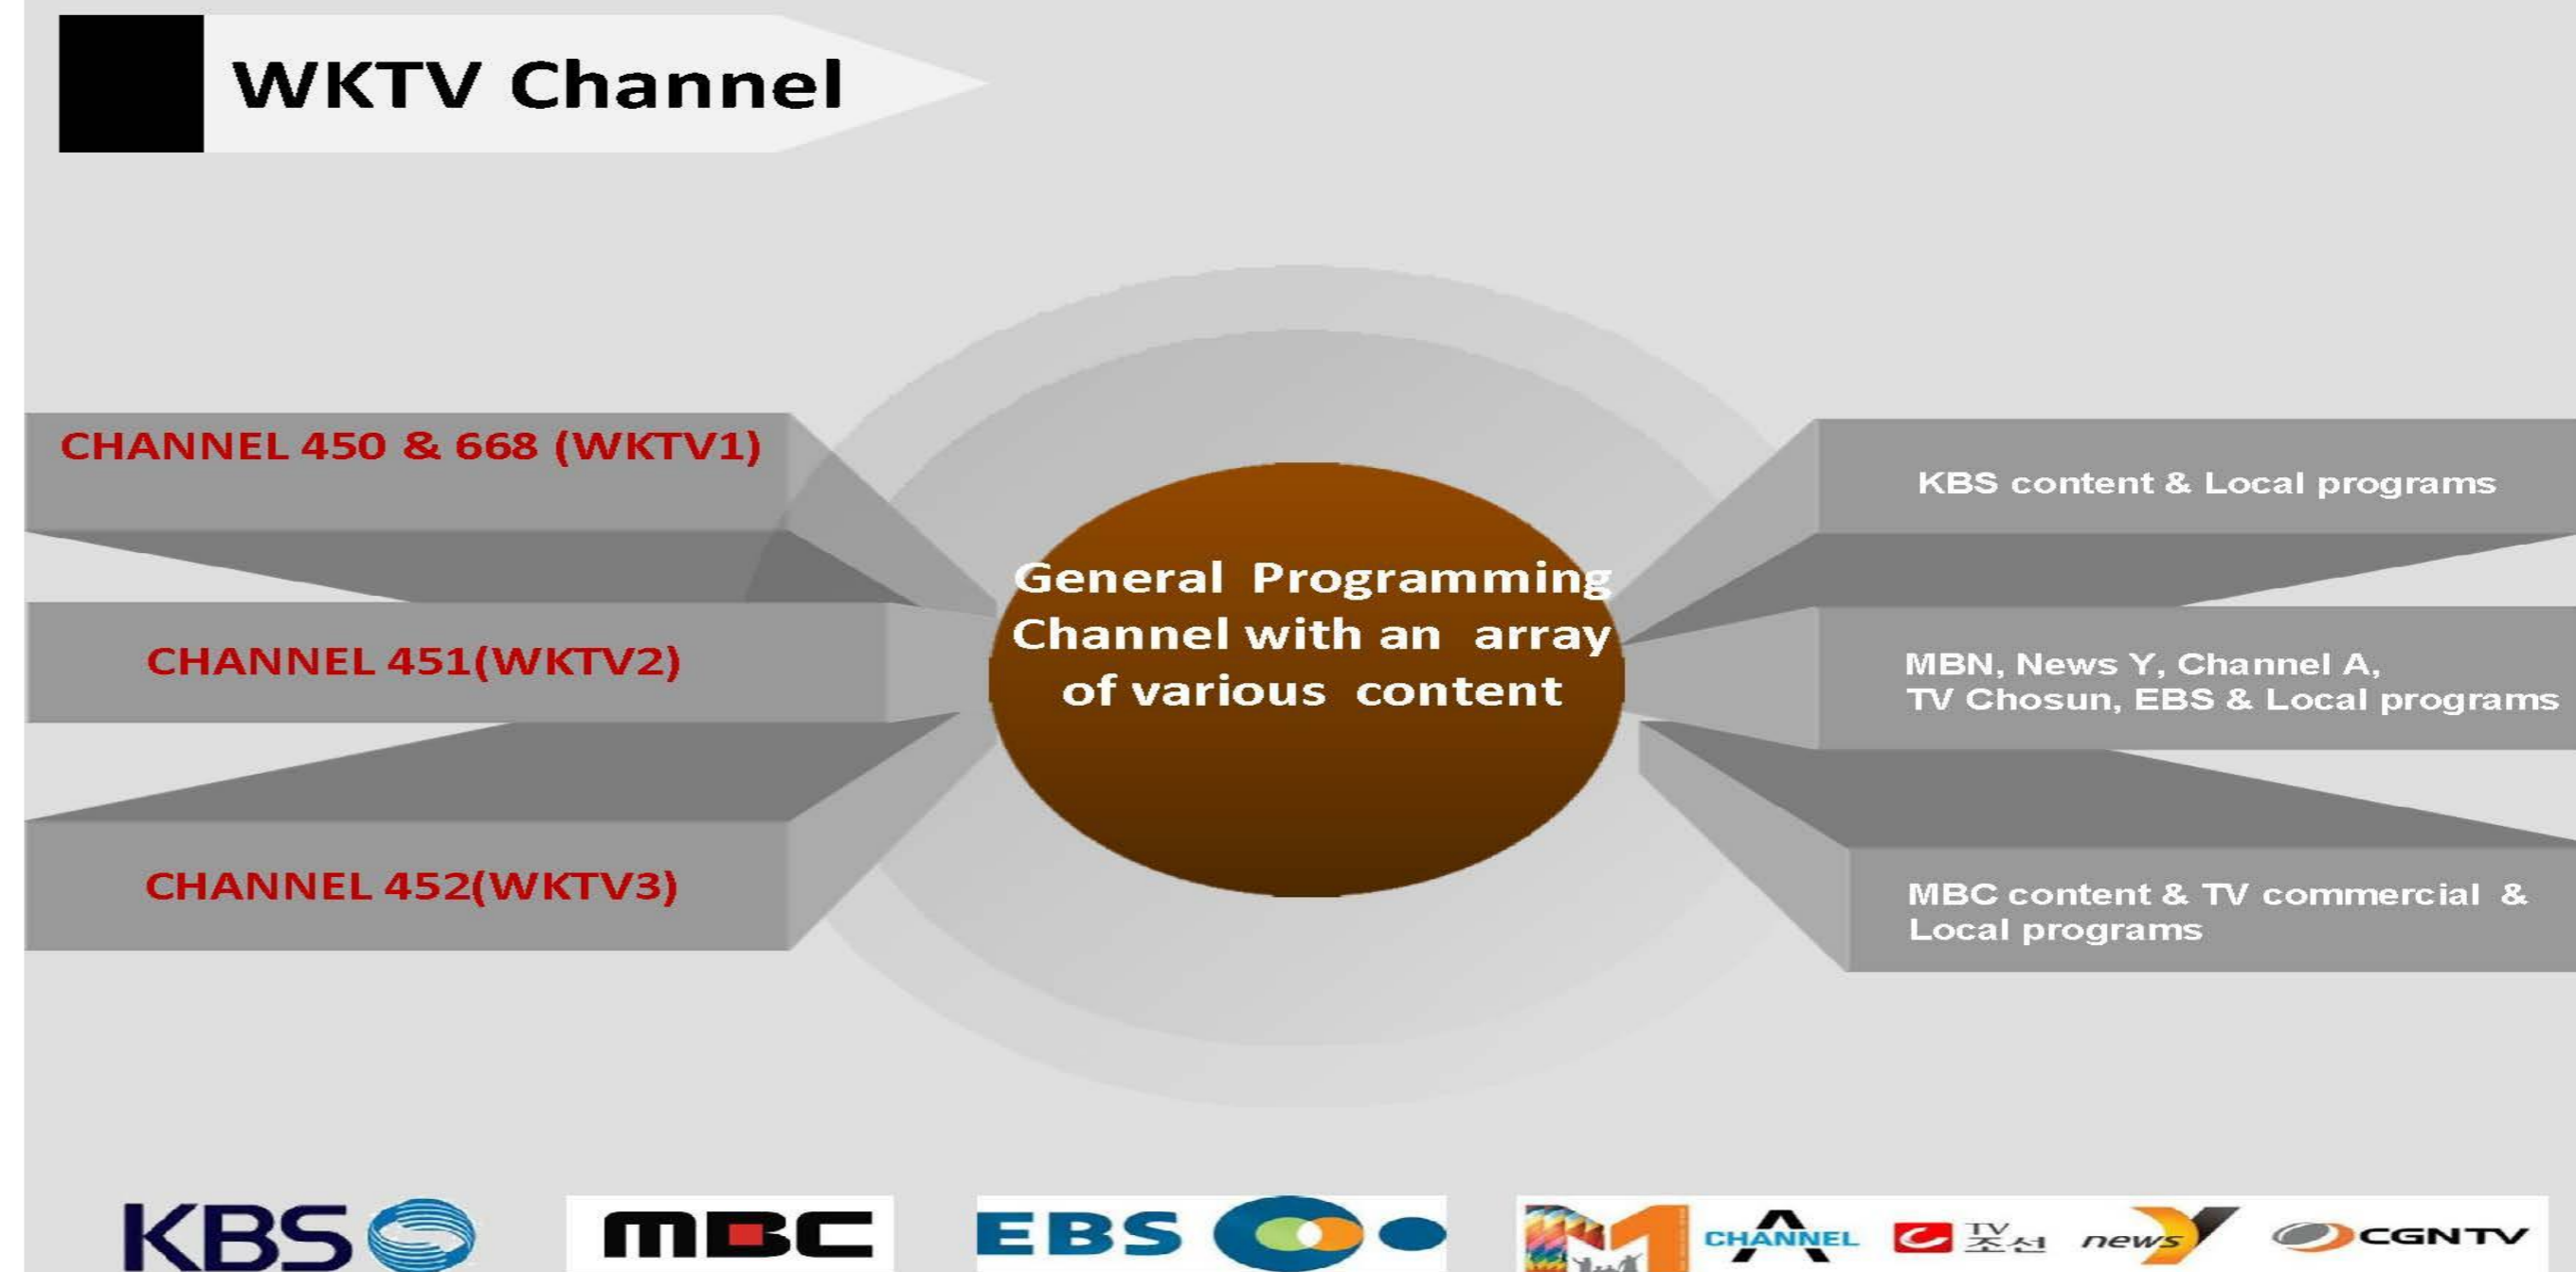 WKTV Channel
CHANNEL 450 & 668 (WKTV1)
CHANNEL 451(WKTV2)
CHANNEL 452(WKTV3)
General Programming
Channel with an array
of various content
KBS content & Local programs
MBN, News Y, Channel A,
TV Chosun, EBS & Local programs
MBC content & TV commercial &
Local programs
KBS
MBC
EBS
M
CHANNEL A
TV
조선
news Y
CGNTV